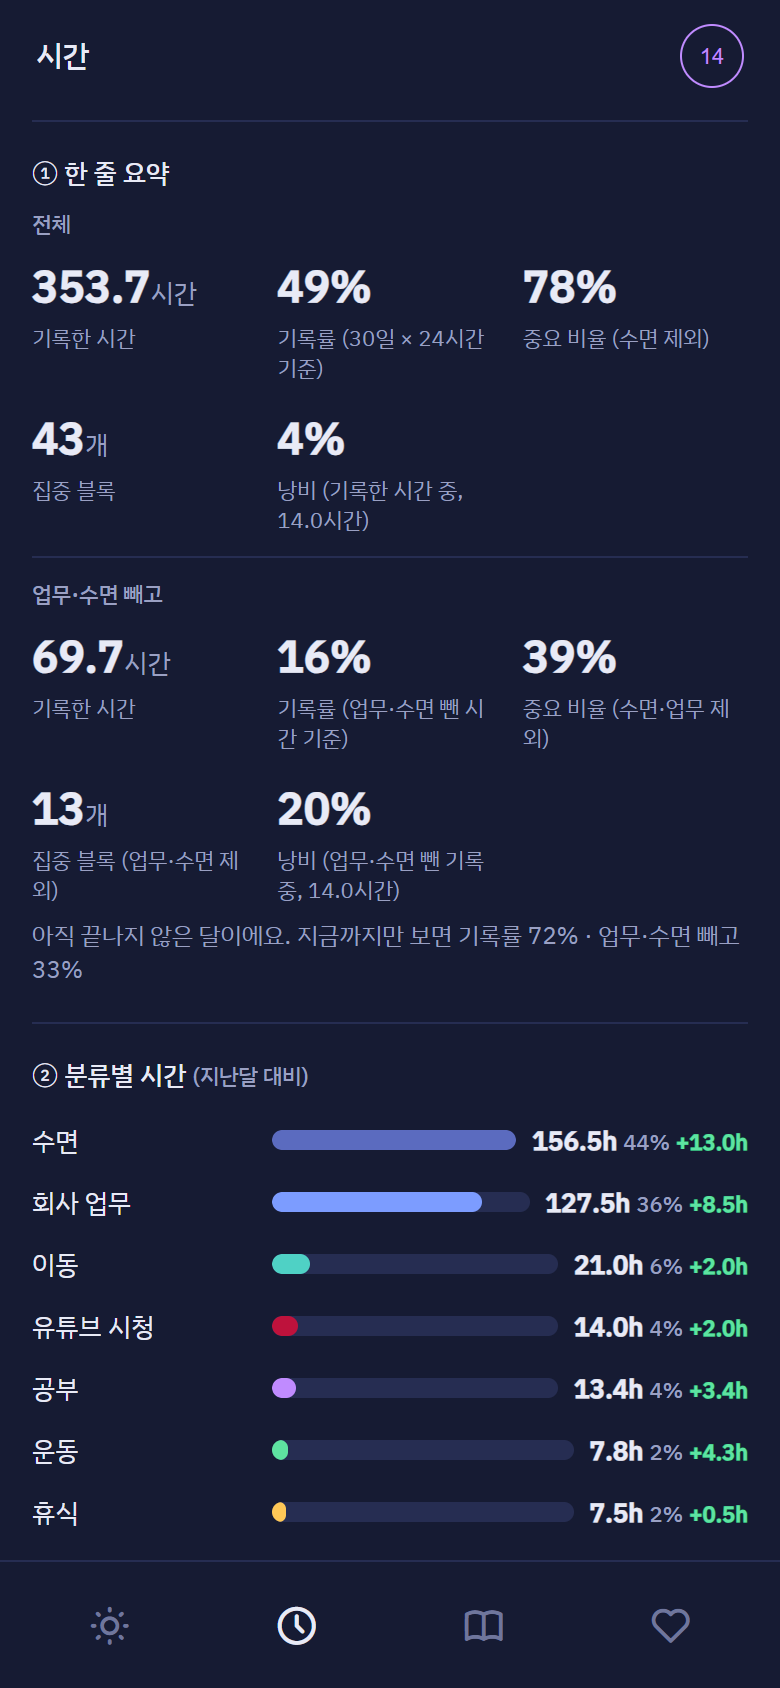 시간
14
① 한 줄 요약
전체
353.7시간
49%
78%
기록한 시간
기록률 (30일 × 24시간
기준)
중요 비율 (수면 제외)
43개
4%
집중 블록
낭비 (기록한 시간 중,
14.0시간)
업무·수면 빼고
69.7시간
16%
39%
기록한 시간
기록률 (업무·수면 뺀 시
간 기준)
중요 비율 (수면·업무 제
외)
13개
20%
집중 블록 (업무·수면 제
외)
낭비 (업무·수면 뺀 기록
중, 14.0시간)
아직 끝나지 않은 달이에요. 지금까지만 보면 기록률 72% · 업무·수면 빼고
33%
② 분류별 시간 (지난달 대비)
수면 156.5h 44% +13.0h
회사 업무 127.5h 36% +8.5h
이동 21.0h 6% +2.0h
유튜브 시청 14.0h 4% +2.0h
공부 13.4h 4% +3.4h
운동 7.8h 2% +4.3h
휴식 7.5h 2% +0.5h